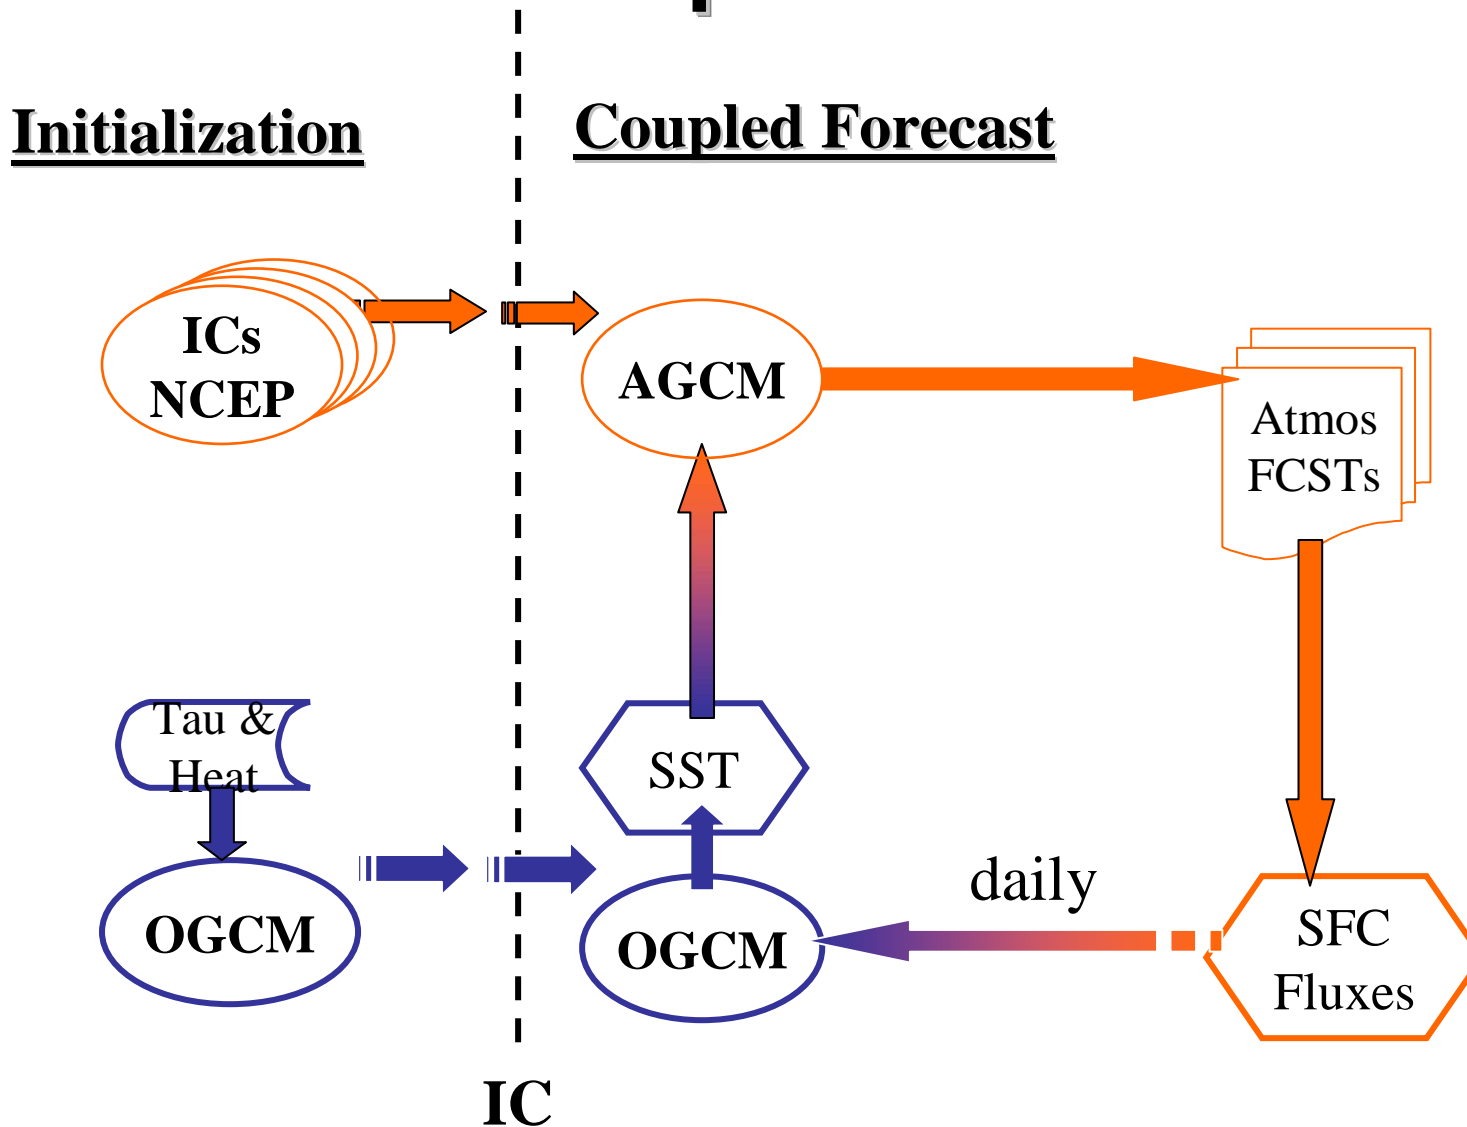 Initialization
Coupled Forecast
ICs
NCEP
AGCM
Atmos
FCSTs
Tau &
Heat
SST
OGCM
OGCM
daily
SFC
Fluxes
IC